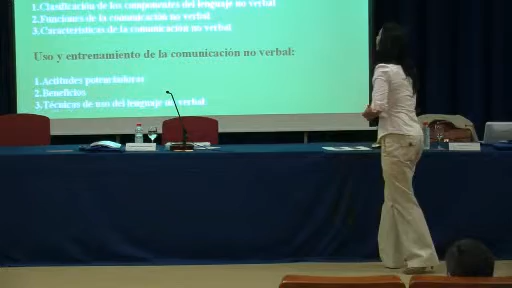 1.Clasificación de los componentes del lenguaje no verbal
2.Funciones de la comunicación no verbal
3.Características de la comunicación no verbal
Uso y entrenamiento de la comunicación no verbal:
1.Actitudes potenciadoras
2.Beneficios
3.Técnicas de uso del lenguaje no verbal